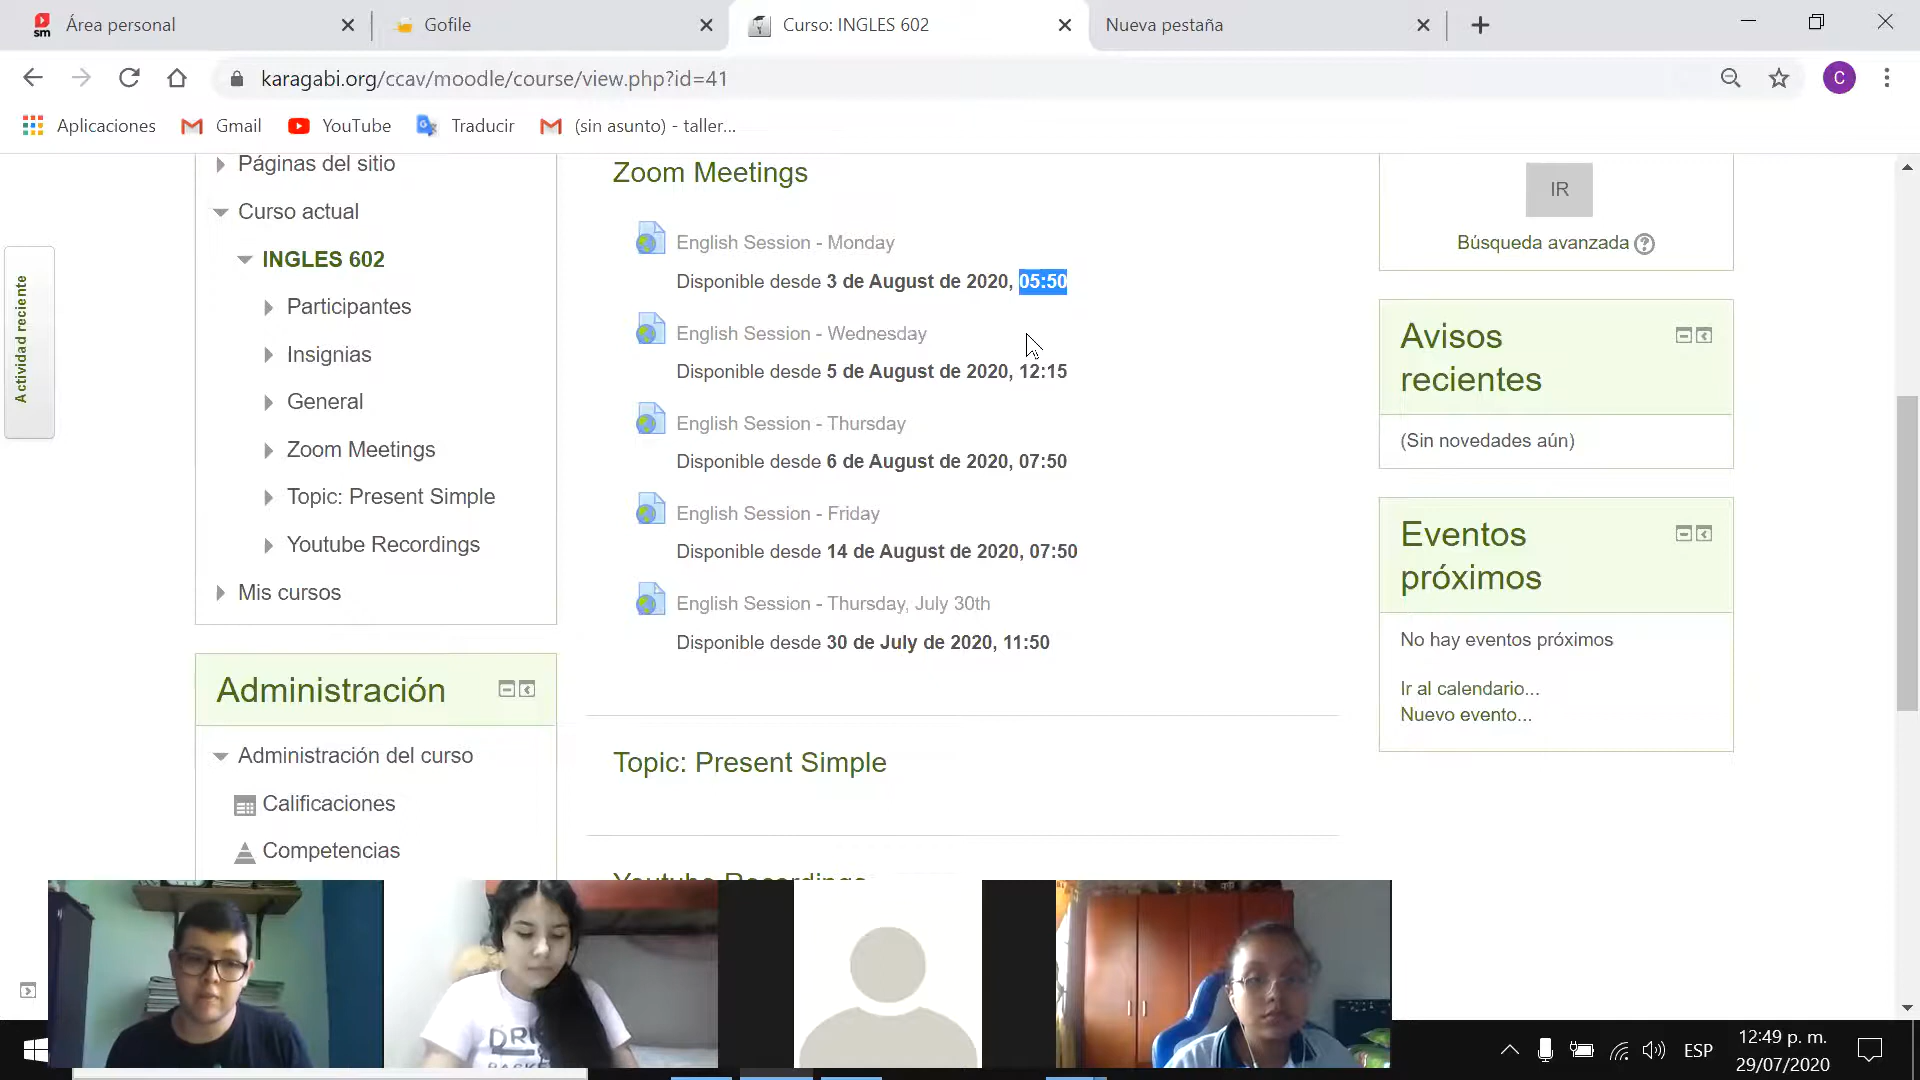 Área personal
Gofile
Curso: INGLES 602
Nueva pestaña
karagabi.org/ccav/moodle/course/view.php?id=41
C
Aplicaciones
Gmail
YouTube
Traducir
(sin asunto) - taller...
Actividad reciente
Páginas del sitio
Curso actual
INGLES 602
Participantes
Insignias
General
Zoom Meetings
Topic: Present Simple
Youtube Recordings
Mis cursos
Administración
Administración del curso
Calificaciones
Competencias
Zoom Meetings
English Session - Monday
Disponible desde 3 de August de 2020, 05:50
English Session - Wednesday
Disponible desde 5 de August de 2020, 12:15
English Session - Thursday
Disponible desde 6 de August de 2020, 07:50
English Session - Friday
Disponible desde 14 de August de 2020, 07:50
English Session - Thursday, July 30th
Disponible desde 30 de July de 2020, 11:50
Topic: Present Simple
Youtube Recordings
IR
Búsqueda avanzada
Avisos
recientes
(Sin novedades aún)
Eventos
próximos
No hay eventos próximos
Ir al calendario...
Nuevo evento...
ESP
12:49 p. m.
29/07/2020